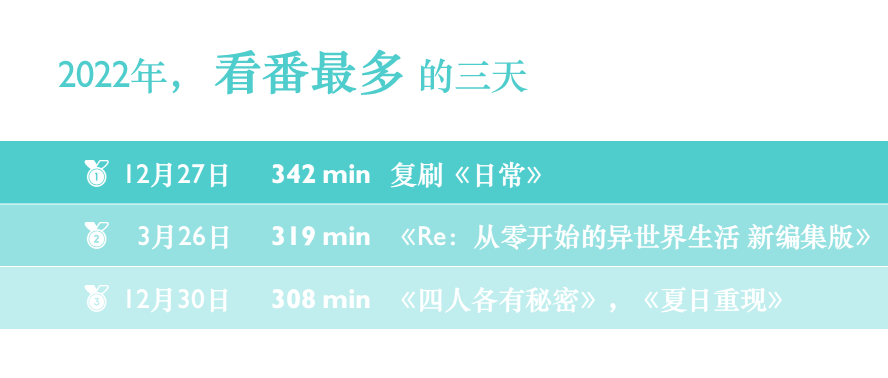 2022年，看番最多 的三天
1 12月27日 342 min 复刷《日常》
2 3月26日 319 min 《Re：从零开始的异世界生活 新编集版》
3 12月30日 308 min 《四人各有秘密》，《夏日重现》